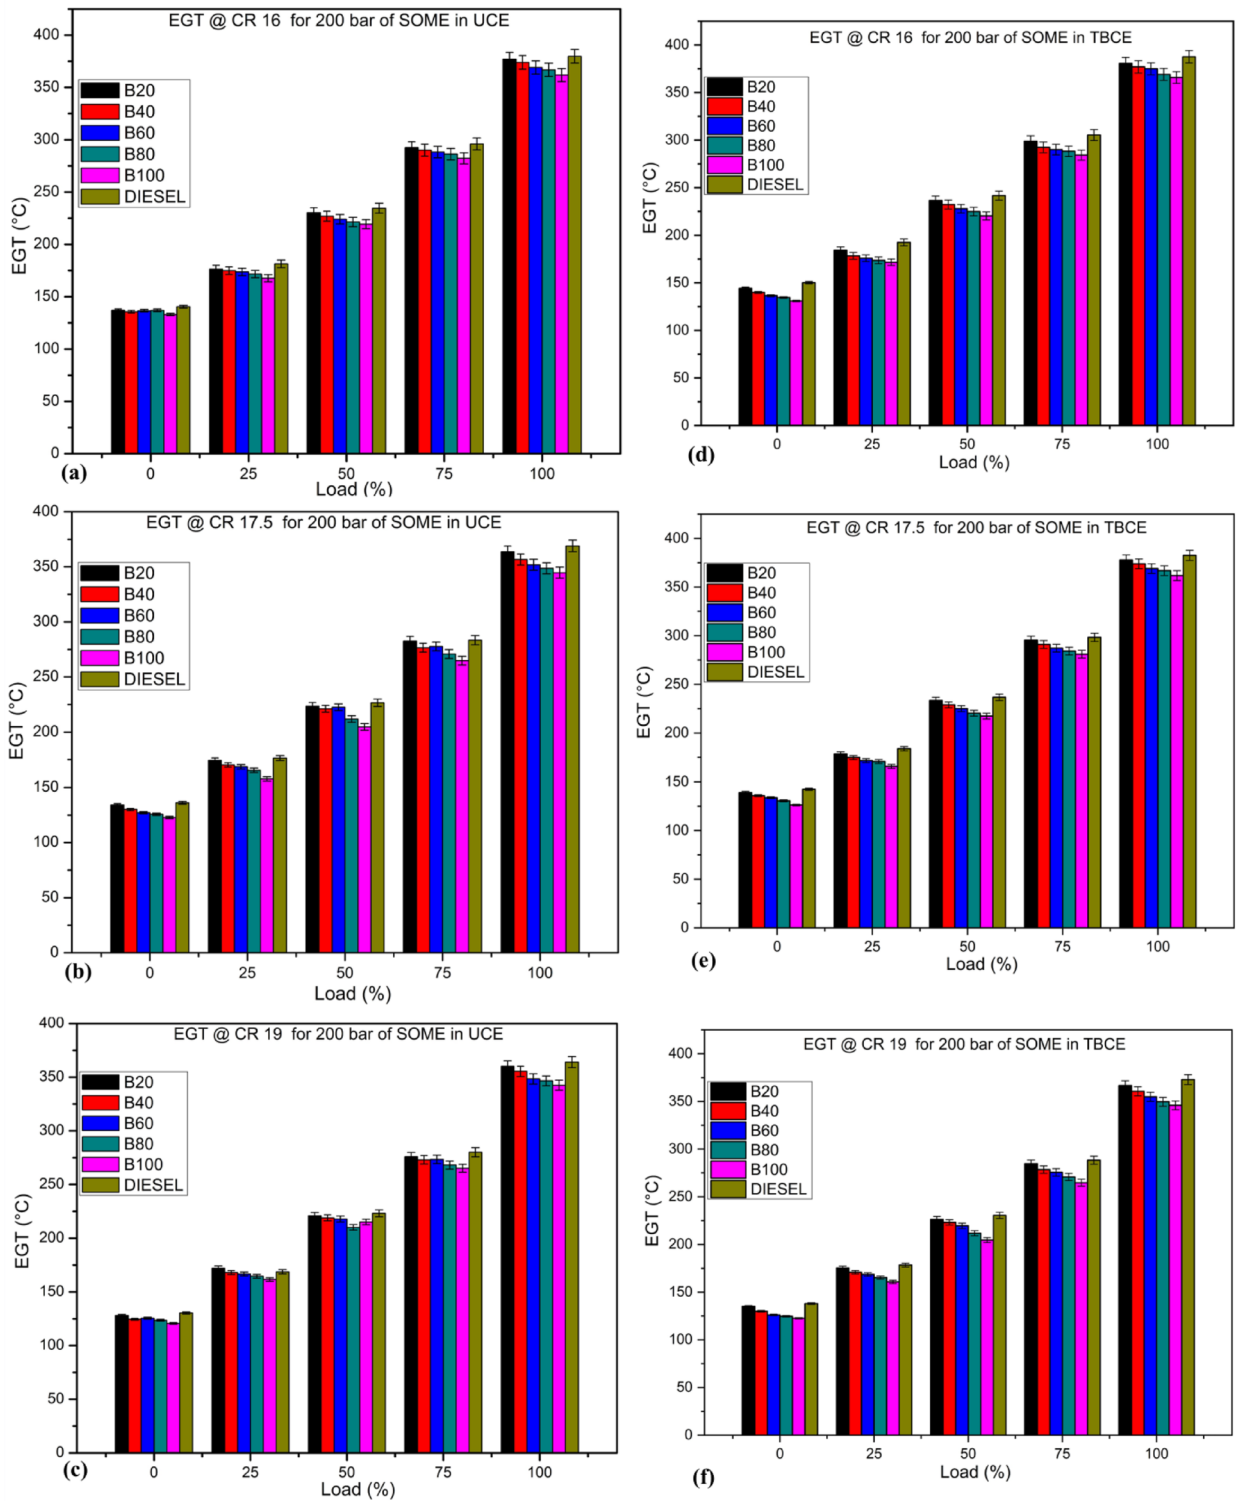 EGT @ CR 16 for 200 bar of SOME in UCE
400
350
300
250
200
150
100
50
0
EGT (°C)
B20
B40
B60
B80
B100
DIESEL
0 25 50 75 100
Load (%)
(a)
EGT @ CR 16 for 200 bar of SOME in TBCE
400
350
300
250
200
150
100
50
0
EGT (°C)
B20
B40
B60
B80
B100
DIESEL
0 25 50 75 100
Load (%)
(d)
EGT @ CR 17.5 for 200 bar of SOME in UCE
400
350
300
250
200
150
100
50
0
EGT (°C)
B20
B40
B60
B80
B100
DIESEL
0 25 50 75 100
Load (%)
(b)
EGT @ CR 17.5 for 200 bar of SOME in TBCE
400
350
300
250
200
150
100
50
0
EGT (°C)
B20
B40
B60
B80
B100
DIESEL
0 25 50 75 100
Load (%)
(e)
EGT @ CR 19 for 200 bar of SOME in UCE
400
350
300
250
200
150
100
50
0
EGT (°C)
B20
B40
B60
B80
B100
DIESEL
0 25 50 75 100
Load (%)
(c)
EGT @ CR 19 for 200 bar of SOME in TBCE
400
350
300
250
200
150
100
50
0
EGT (°C)
B20
B40
B60
B80
B100
DIESEL
0 25 50 75 100
Load (%)
(f)